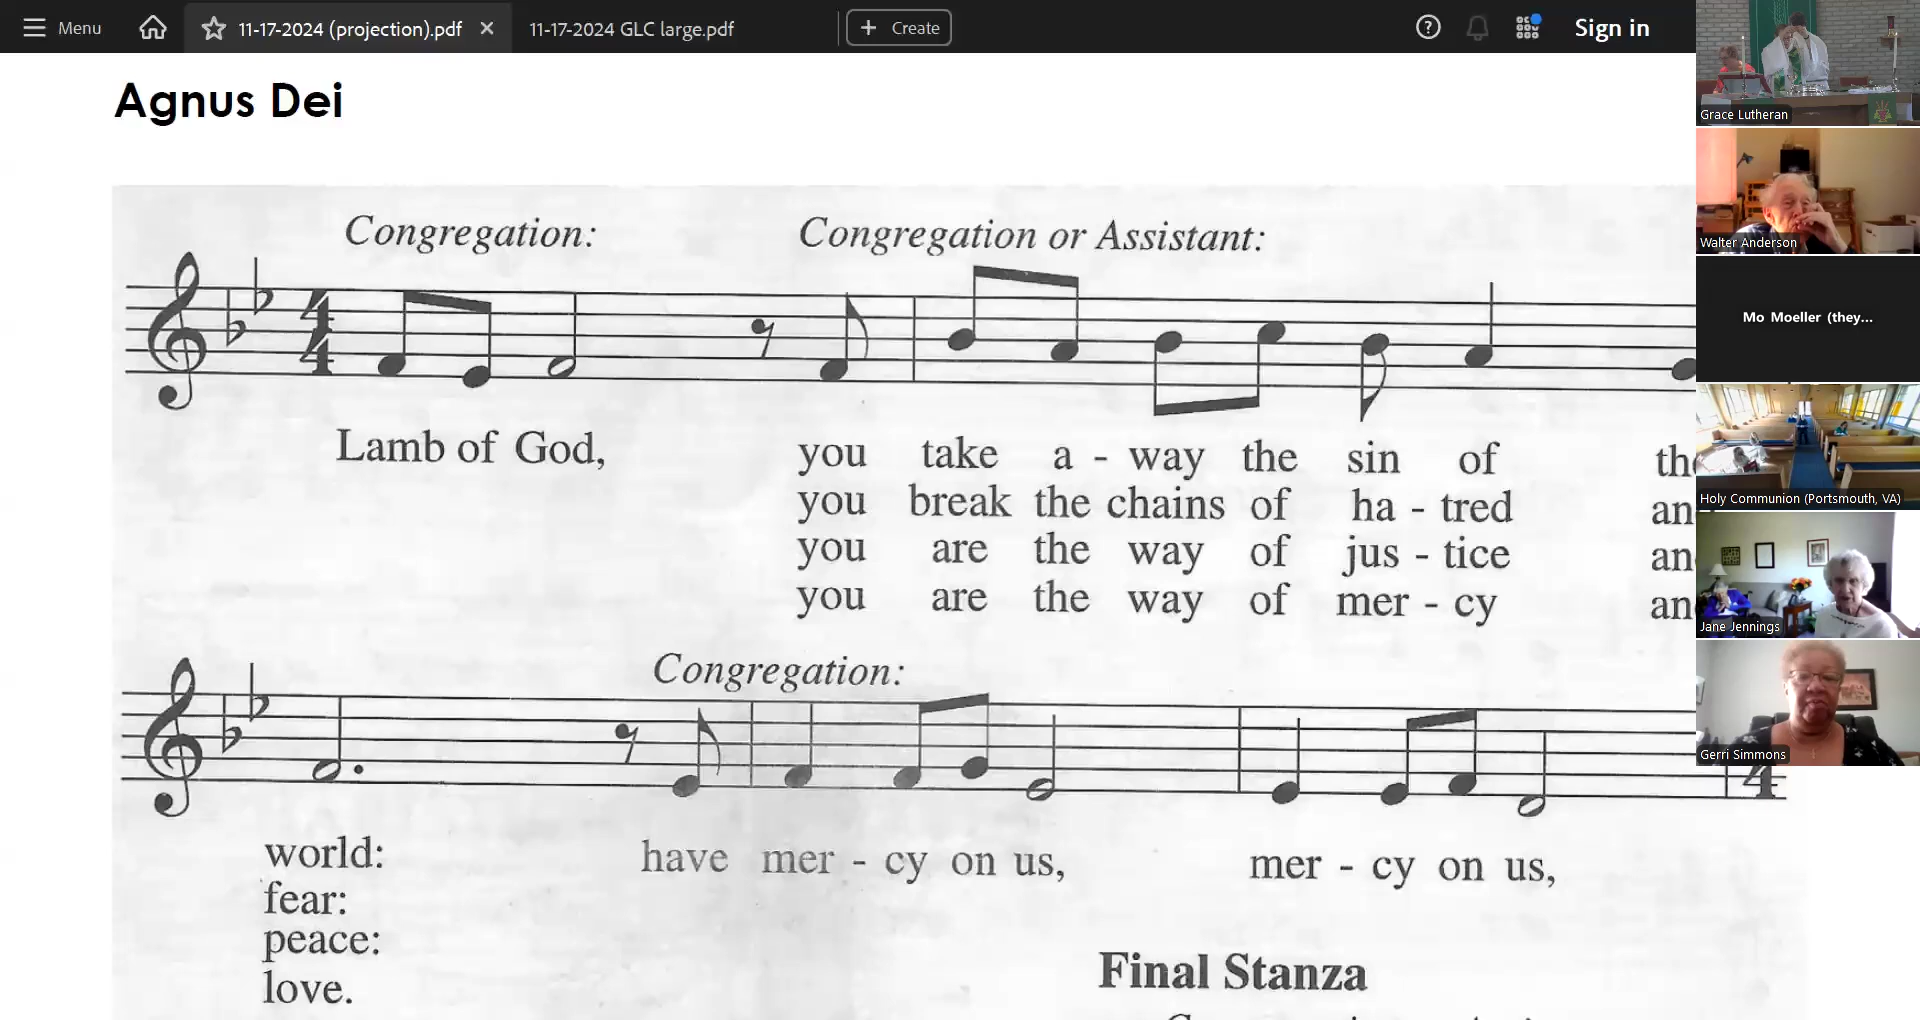 Menu
11-17-2024 (projection).pdf
11-17-2024 GLC large.pdf
Create
Sign in
Agnus Dei
Congregation:
Congregation or Assistant:
4
4
Lamb of God,
you take a - way the sin of
you break the chains of ha - tred
you are the way of jus - tice
you are the way of mer - cy
Congregation:
4
world: have mer - cy on us, mer - cy on us,
fear:
peace:
love.
Final Stanza
Grace Lutheran
Walter Anderson
Mo Moeller (they...
Holy Communion (Portsmouth, VA)
Jane Jennings
Gerri Simmons